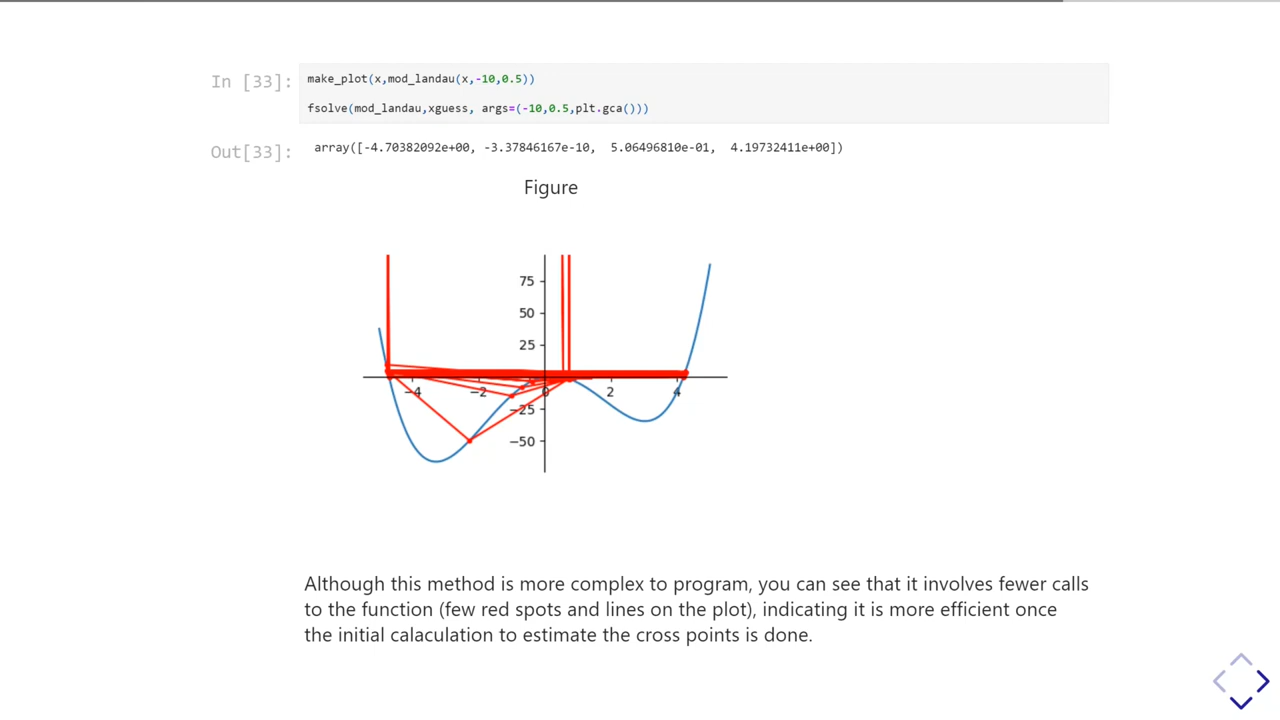 In [33]:
make_plot(x,mod_landau(x,-10,0.5))
fsolve(mod_landau,xguess, args=(-10,0.5,plt.gca()))
Out[33]:
array([-4.70382092e+00, -3.37846167e-10,  5.06496810e-01,  4.19732411e+00])
Figure
75
50
25
−4
−2
0
2
4
−25
−50
Although this method is more complex to program, you can see that it involves fewer calls
to the function (few red spots and lines on the plot), indicating it is more efficient once
the initial calaculation to estimate the cross points is done.